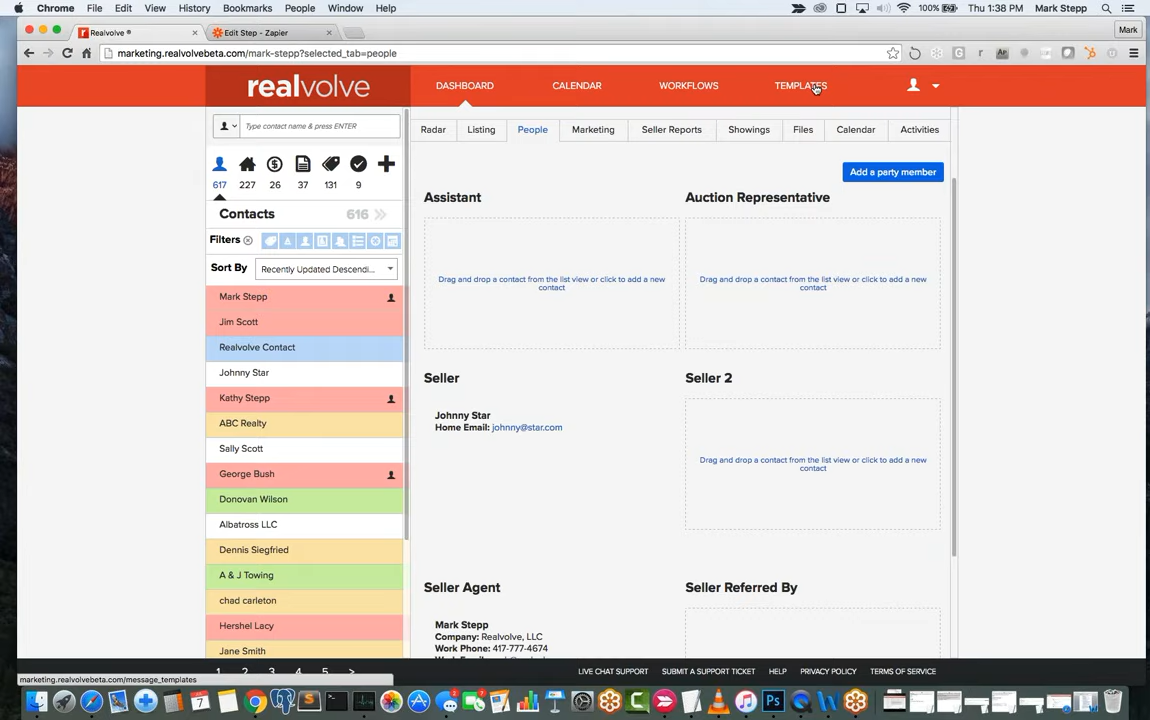 Chrome File Edit View History Bookmarks People Window Help 100% Thu 1:38 PM Mark Stepp
Realvolve ® × Edit Step - Zapier × Mark
marketing.realvolvebeta.com/mark-stepp?selected_tab=people
realvolve DASHBOARD CALENDAR WORKFLOWS TEMPLATES
Type contact name & press ENTER
Radar Listing People Marketing Seller Reports Showings Files Calendar Activities
617 227 26 37 131 9
Add a party member
Contacts 616
Assistant Auction Representative
Filters
Sort By Recently Updated Descendi...
Drag and drop a contact from the list view or click to add a new contact
Drag and drop a contact from the list view or click to add a new contact
Mark Stepp
Jim Scott
Realvolve Contact
Johnny Star
Kathy Stepp
ABC Realty
Sally Scott
George Bush
Donovan Wilson
Albatross LLC
Dennis Siegfried
A & J Towing
chad carleton
Hershel Lacy
Jane Smith
Seller Seller 2
Johnny Star
Home Email: johnny@star.com
Drag and drop a contact from the list view or click to add a new contact
Seller Agent Seller Referred By
Mark Stepp
Company: Realvolve, LLC
Work Phone: 417-777-4674
1 2 3 4 5 >
LIVE CHAT SUPPORT SUBMIT A SUPPORT TICKET HELP PRIVACY POLICY TERMS OF SERVICE
marketing.realvolvebeta.com/message_templates